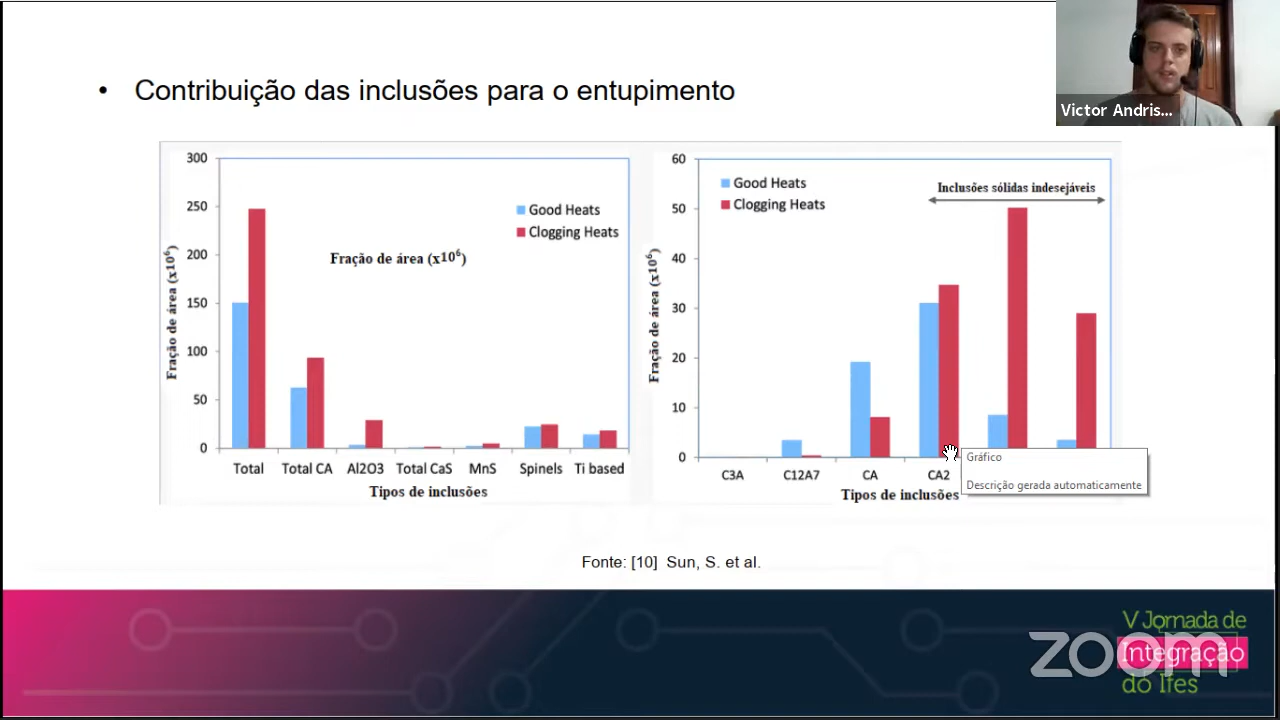 • Contribuição das inclusões para o entupimento
Victor Andris...
300
250
200
150
100
50
0
Fração de área (x10⁶)
Good Heats
Clogging Heats
Fração de área (x10⁶)
Total Total CA Al2O3 Total CaS MnS Spinels Ti based
Tipos de inclusões
60
50
40
30
20
10
0
Fração de área (x10⁶)
Good Heats
Clogging Heats
Inclusões sólidas indesejáveis
C3A C12A7 CA CA2
Tipos de inclusões
Gráfico
Descrição gerada automaticamente
Fonte: [10] Sun, S. et al.
V Jornada de
Integração
do Ifes
zoom